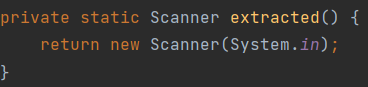 private static Scanner extracted() {
    return new Scanner(System.in);
}